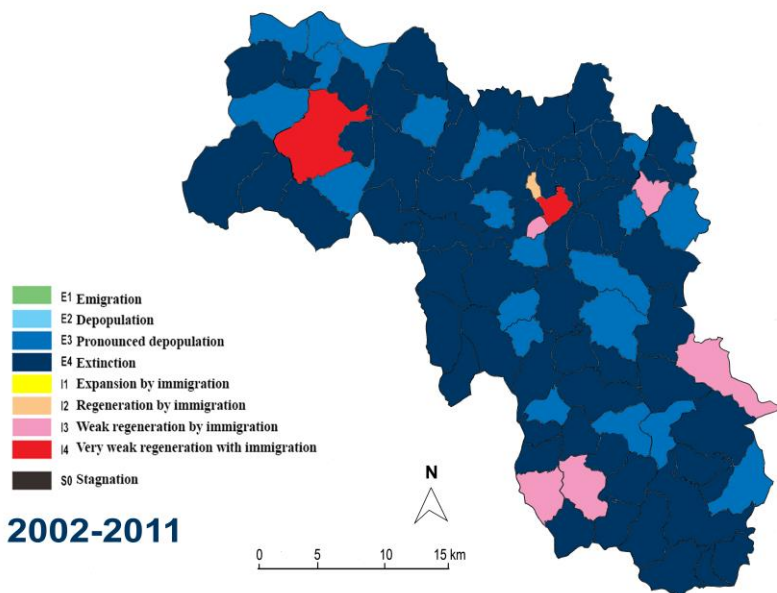 E1 Emigration
E2 Depopulation
E3 Pronounced depopulation
E4 Extinction
I1 Expansion by immigration
I2 Regeneration by immigration
I3 Weak regeneration by immigration
I4 Very weak regeneration with immigration
S0 Stagnation
N
2002-2011
0 5 10 15 km